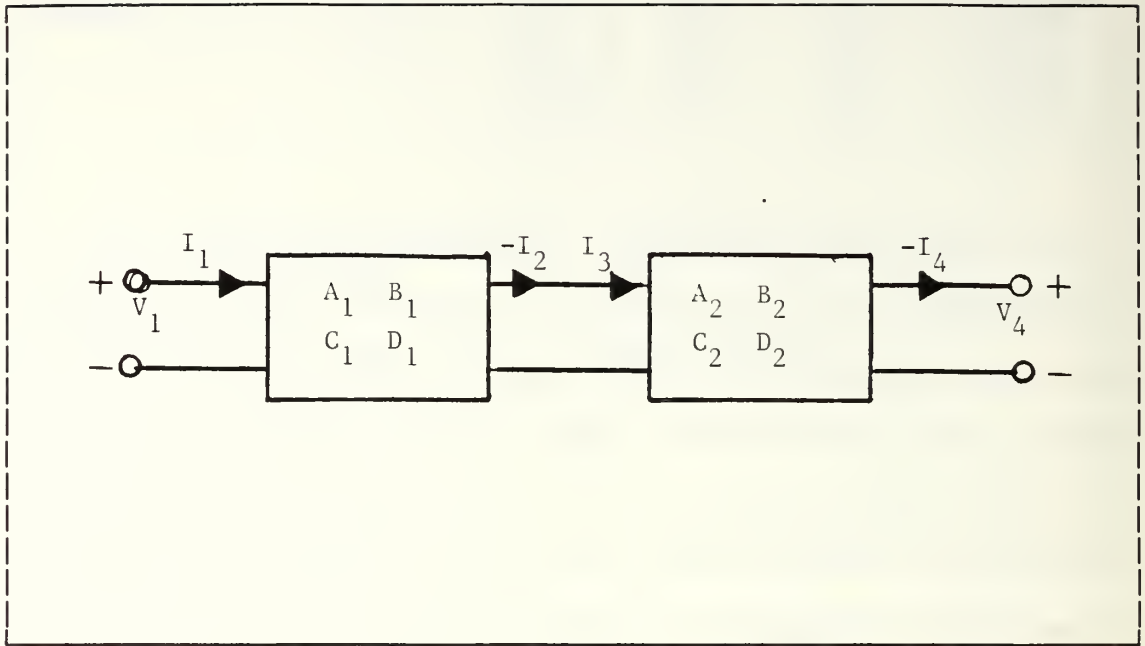 I₁ -I₂ I₃ -I₄
+ A₁ B₁ A₂ B₂ +
V₁ V₄
- C₁ D₁ C₂ D₂ -